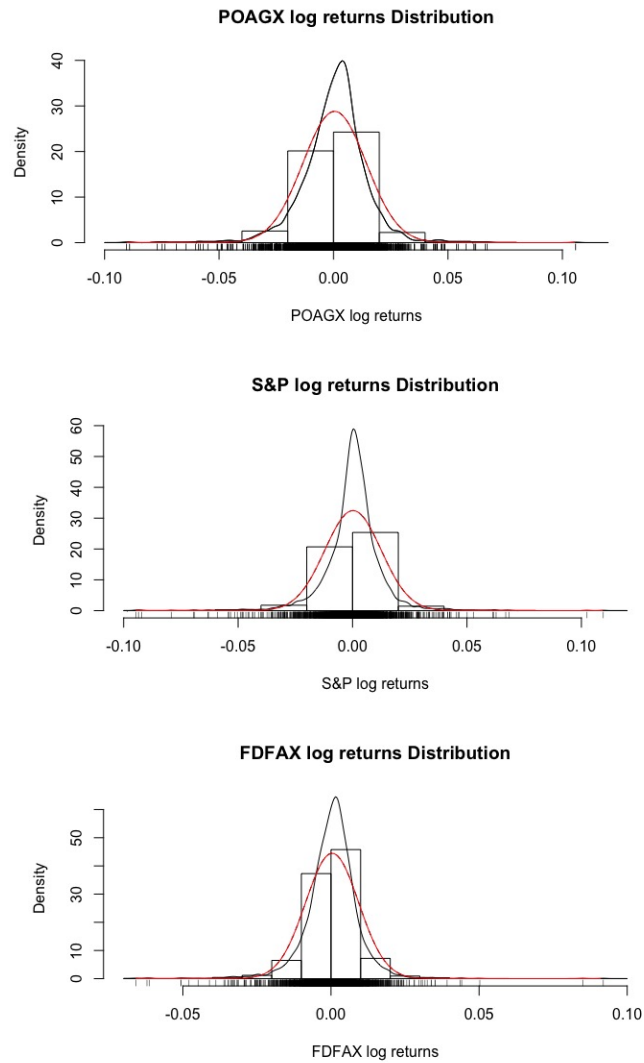 POAGX log returns Distribution
Density
40
30
20
10
0
-0.10 -0.05 0.00 0.05 0.10
POAGX log returns
S&P log returns Distribution
Density
60
50
40
30
20
10
0
-0.10 -0.05 0.00 0.05 0.10
S&P log returns
FDFAX log returns Distribution
Density
50
30
10
0
-0.05 0.00 0.05 0.10
FDFAX log returns